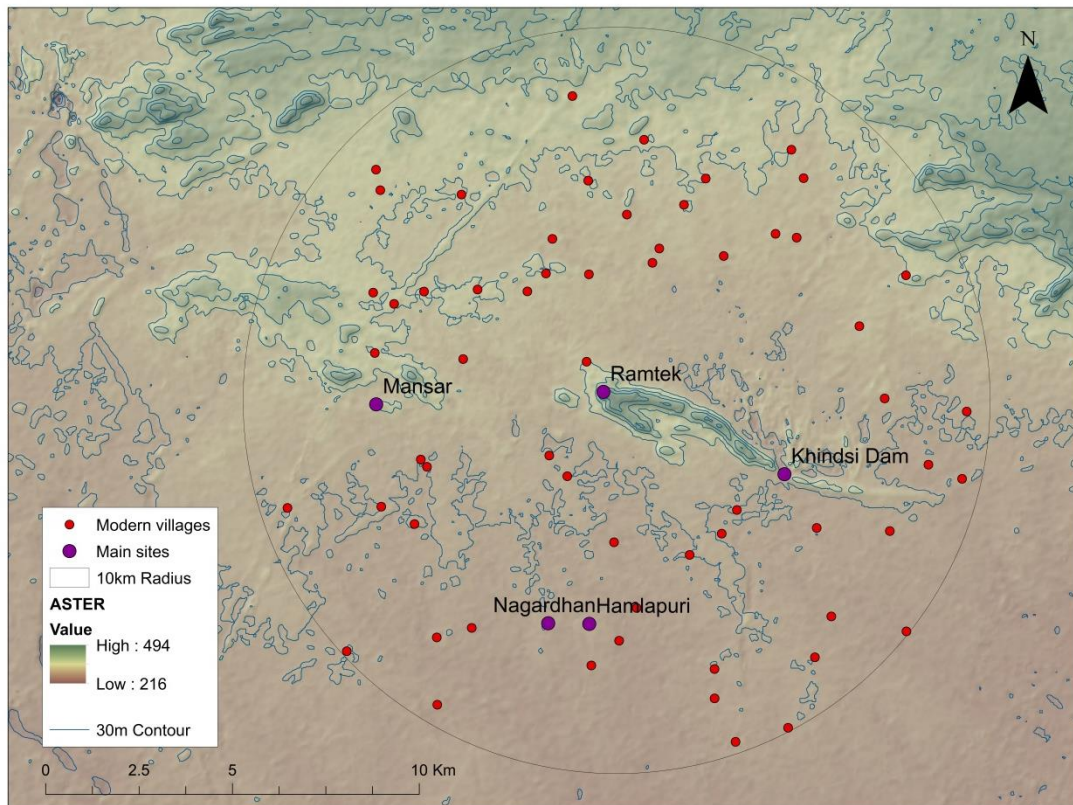 N
Ramtek
Mansar
Khindsi Dam
NagardhanHamlapuri
Modern villages
Main sites
10km Radius
ASTER
Value
High : 494
Low : 216
30m Contour
0 2.5 5 10 Km